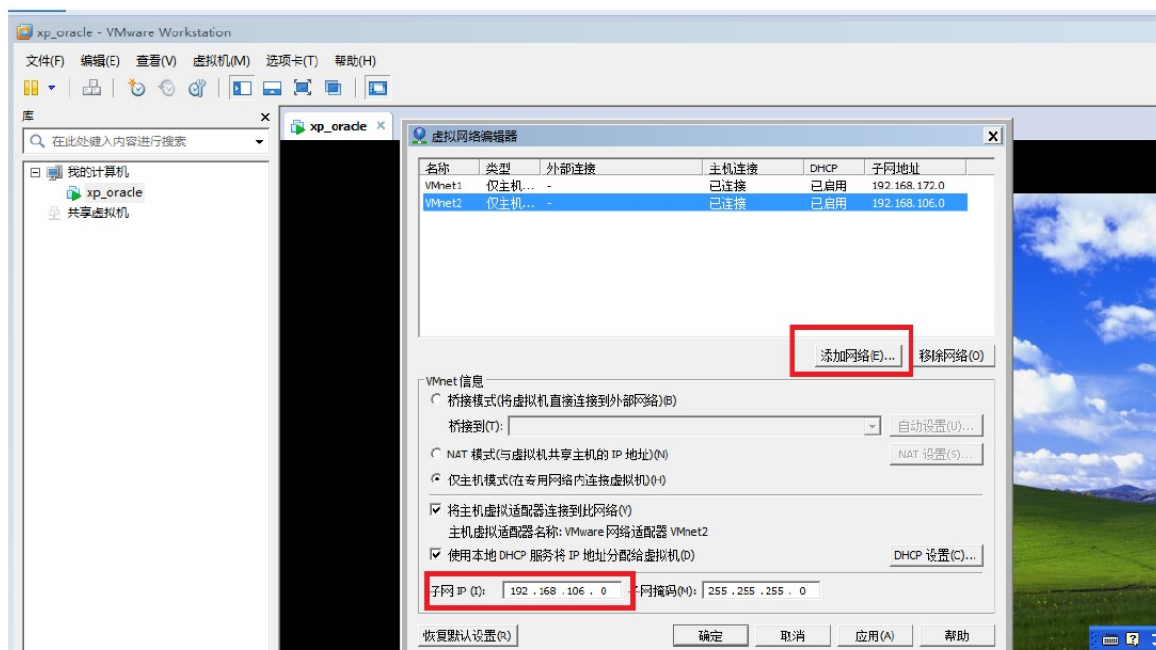 xp_oracle - VMware Workstation
文件(F) 编辑(E) 查看(V) 虚拟机(M) 选项卡(T) 帮助(H)
库
在此处键入内容进行搜索
我的计算机
xp_oracle
共享虚拟机
xp_oracle
虚拟网络编辑器
名称 类型 外部连接 主机连接 DHCP 子网地址
VMnet1 仅主机... - 已连接 已启用 192.168.172.0
VMnet2 仅主机... - 已连接 已启用 192.168.106.0
添加网络(E)... 移除网络(O)
VMnet 信息
桥接模式(将虚拟机直接连接到外部网络)(B)
桥接到(T): 自动设置(U)...
NAT 模式(与虚拟机共享主机的 IP 地址)(N) NAT 设置(S)...
仅主机模式(在专用网络内连接虚拟机)(H)
将主机虚拟适配器连接到此网络(V)
主机虚拟适配器名称: VMware 网络适配器 VMnet2
使用本地 DHCP 服务将 IP 地址分配给虚拟机(D) DHCP 设置(C)...
子网 IP (I): 192 . 168 . 106 . 0 子网掩码(M): 255 . 255 . 255 . 0
恢复默认设置(R) 确定 取消 应用(A) 帮助